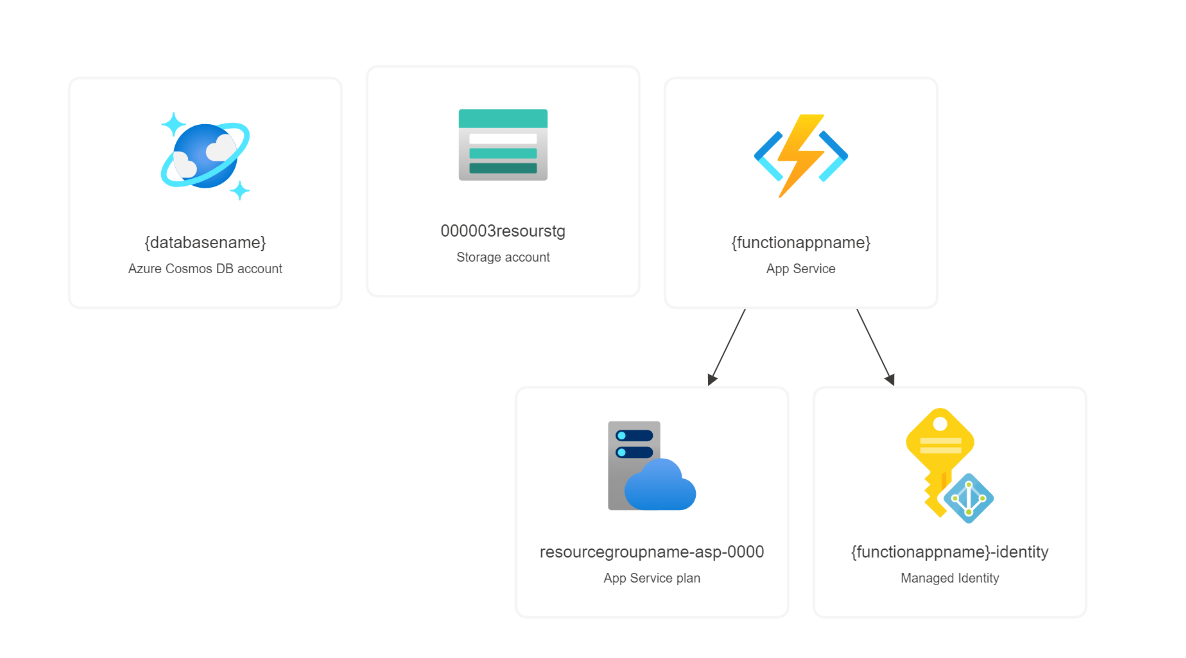 {databasename}
Azure Cosmos DB account
000003resourstg
Storage account
{functionappname}
App Service
resourcegroupname-asp-0000
App Service plan
{functionappname}-identity
Managed Identity